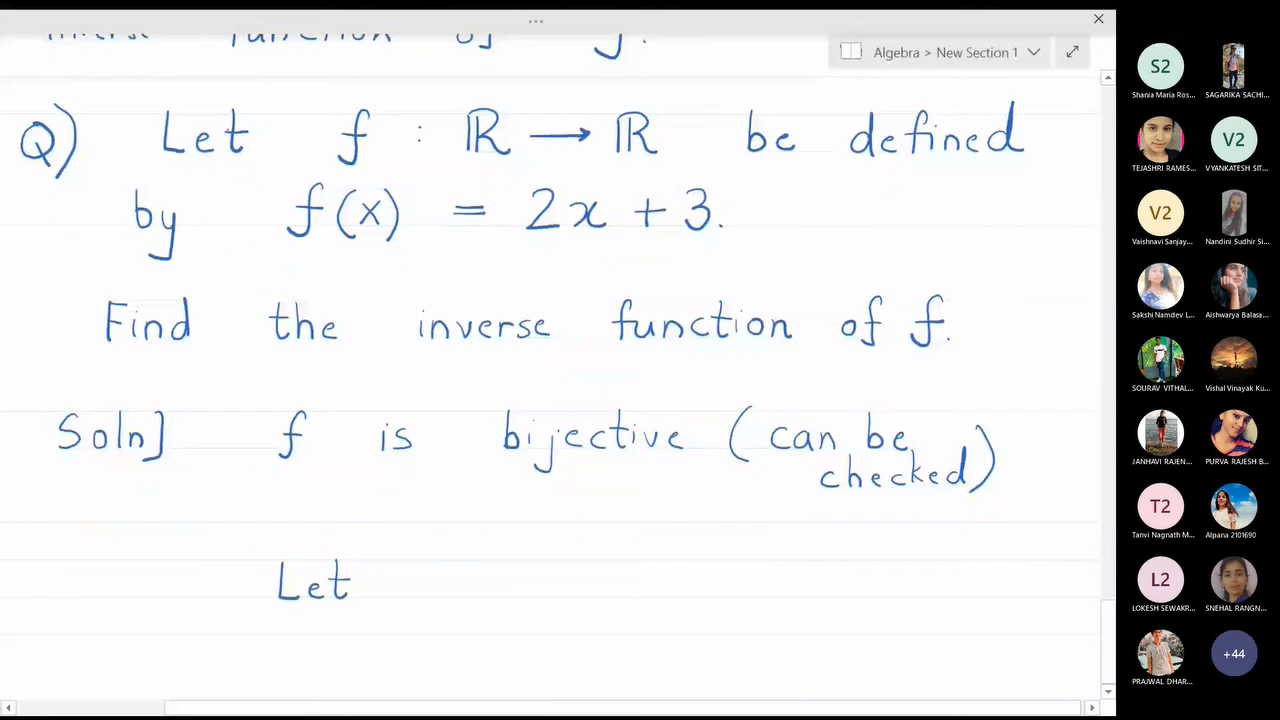 function of
Algebra > New Section 1
Q) Let f : ℝ → ℝ be defined
by f(x) = 2x + 3.
Find the inverse function of f.
Soln] f is bijective (can be
checked)
Let
S2
Shania Maria Ros...
SAGARIKA SACHI...
TEJASHRI RAMES...
V2
VYANKATESH SIT...
V2
Vaishnavi Sanjay...
Nandini Sudhir Si...
Sakshi Namdev L...
Aishwarya Balasa...
SOURAV VITHAL...
Vishal Vinayak Ku...
JANHAVI RAJEN...
PURVA RAJESH B...
T2
Tanvi Nagnath M...
Alpana 2101690
L2
LOKESH SEWAKR...
SNEHAL RANGN...
PRAJWAL DHAR...
+44